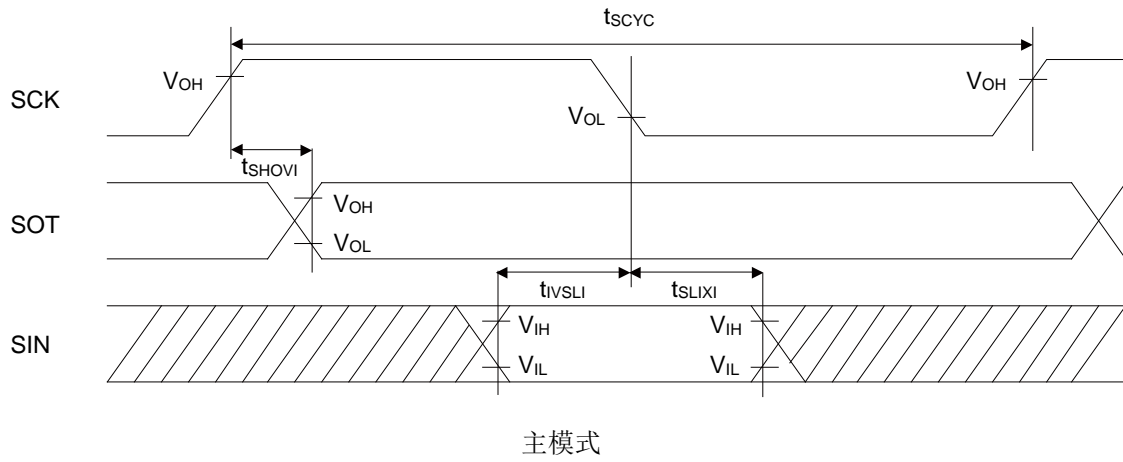 tSCYC
SCK
VOH
VOL
VOH
tSHOVI
SOT
VOH
VOL
tIVSLI
tSLIXI
SIN
VIH
VIH
VIL
VIL
主模式